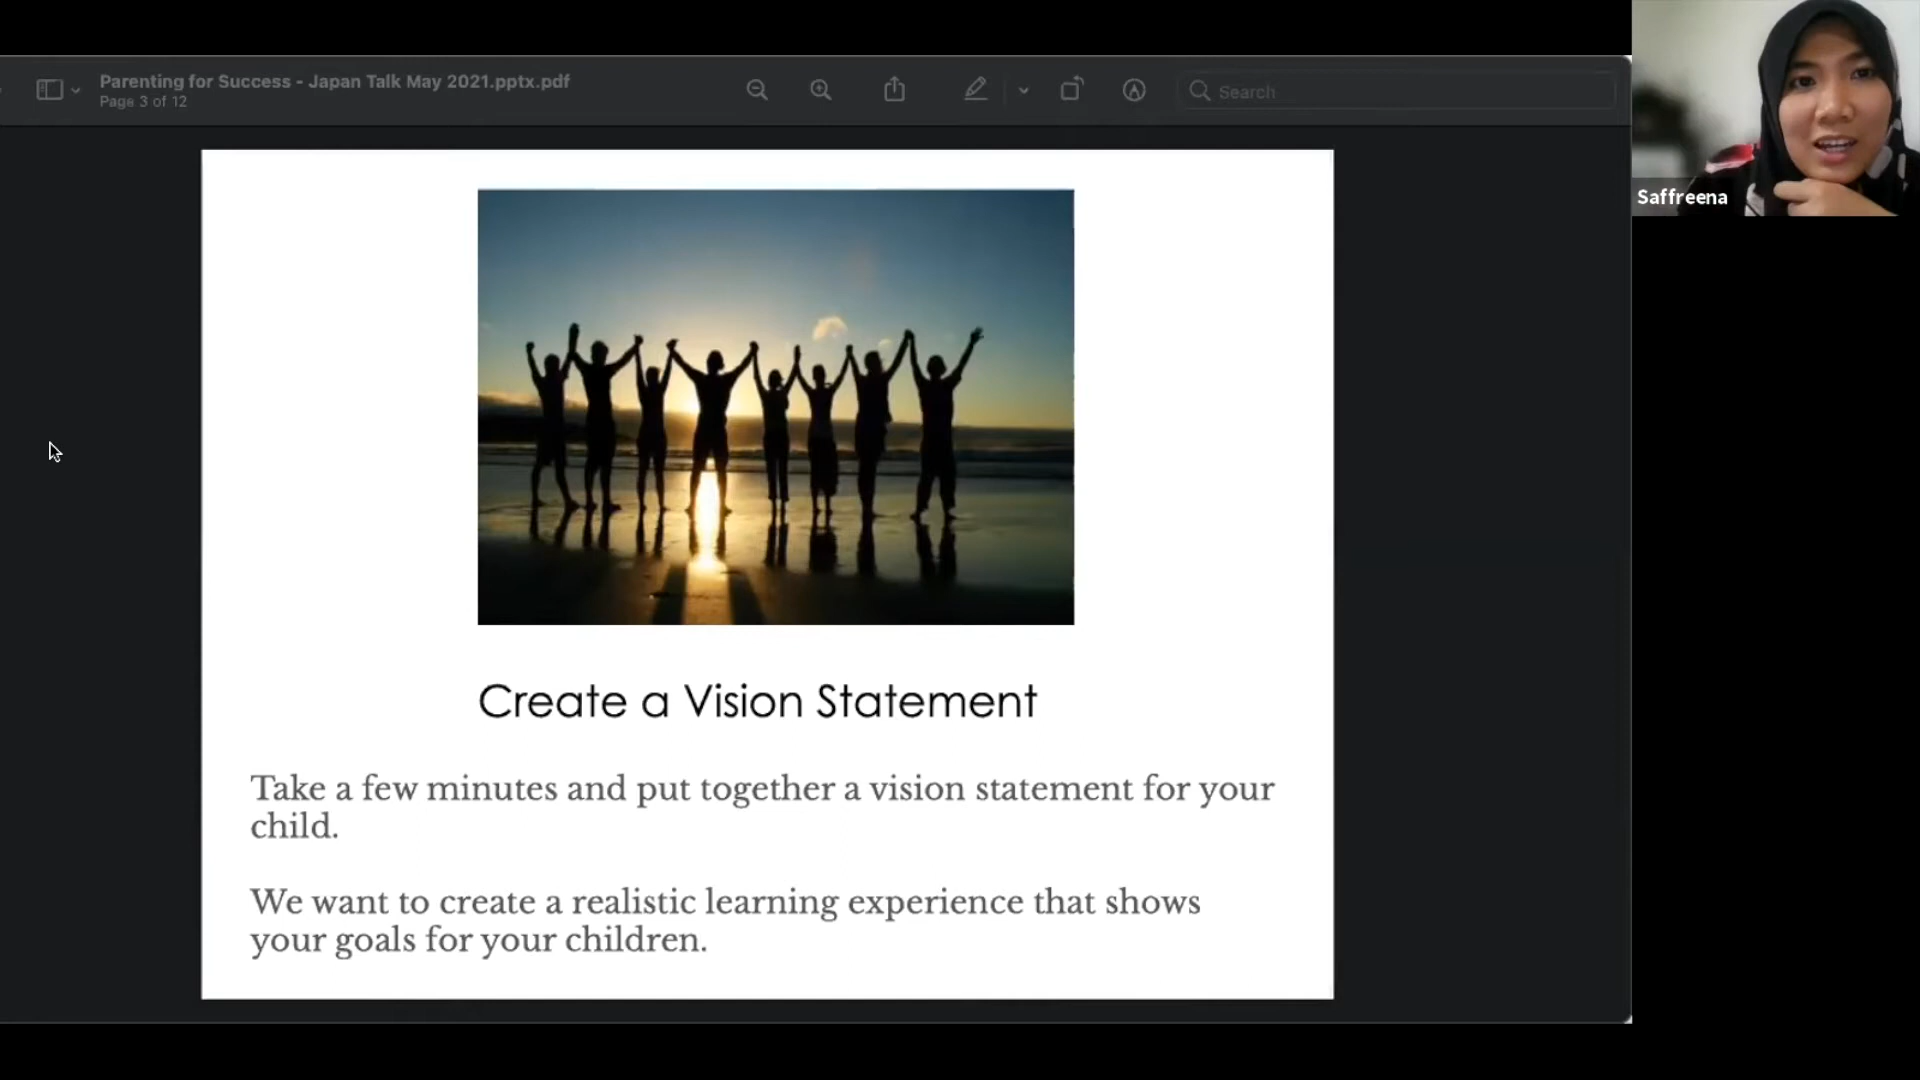 Parenting for Success - Japan Talk May 2021.pptx.pdf
Page 3 of 12
Search
Saffreena
Create a Vision Statement
Take a few minutes and put together a vision statement for your
child.
We want to create a realistic learning experience that shows
your goals for your children.